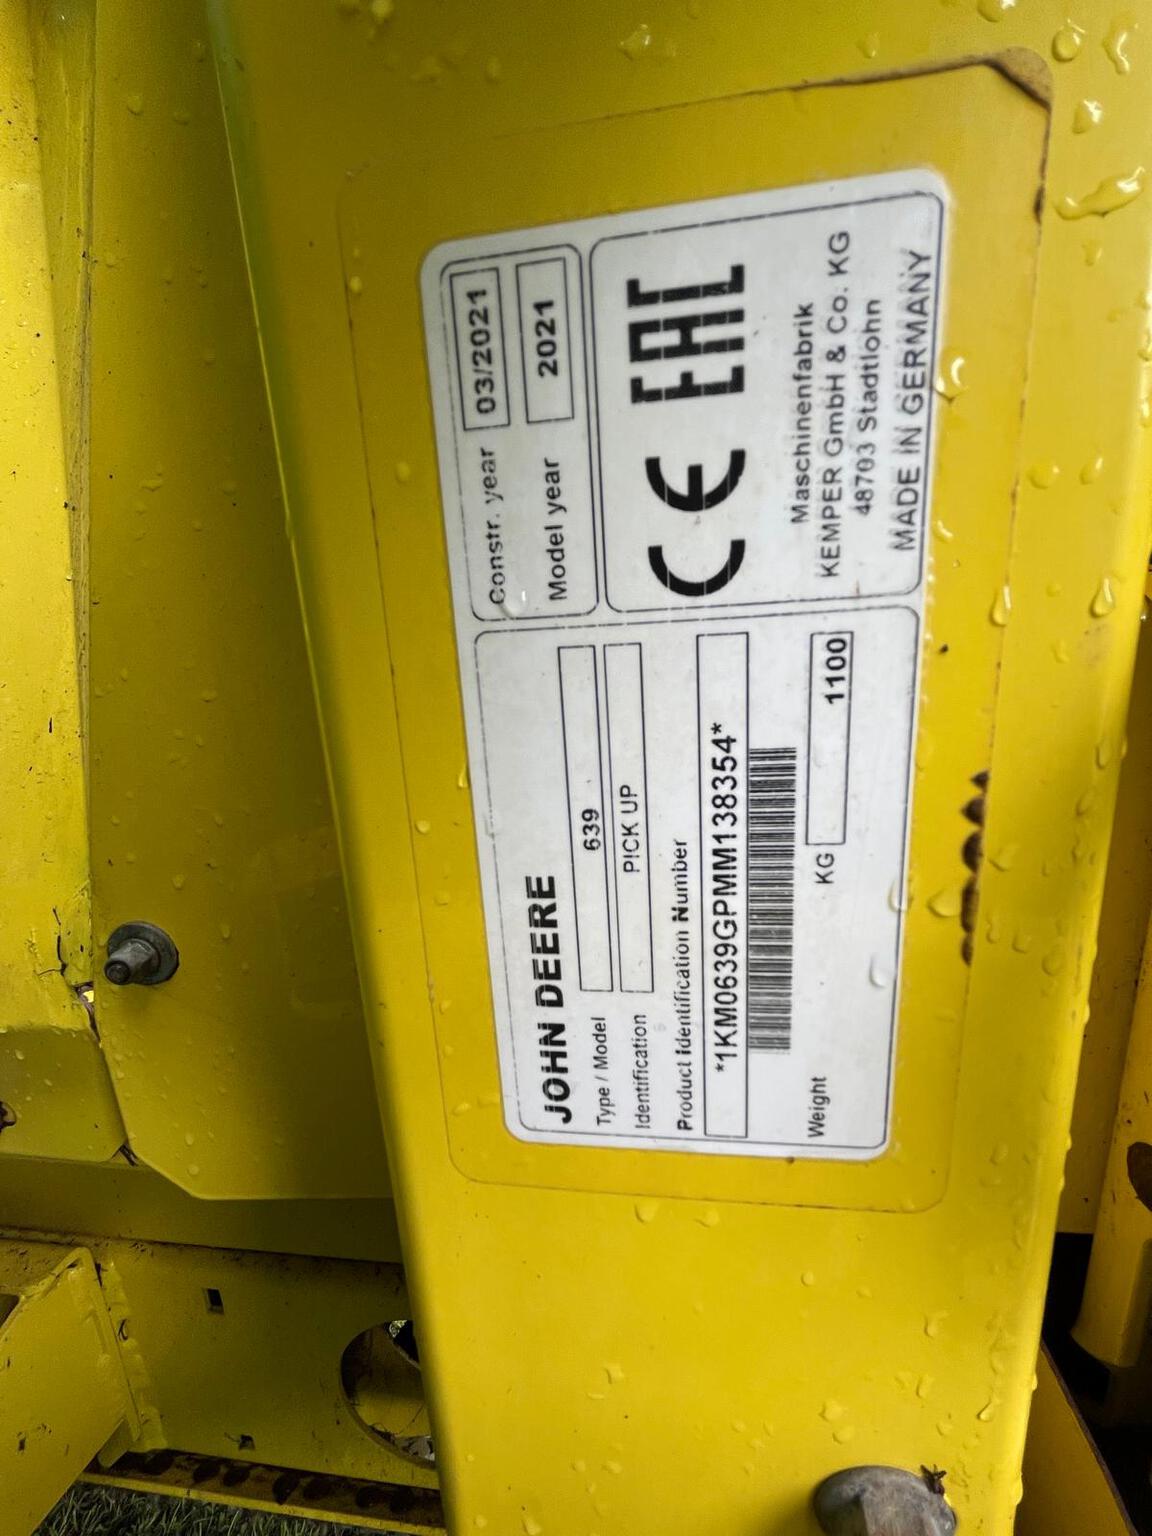 JOHN DEERE
Type / Model 639
Identification PICK UP
Product Identification Number
*1KM0639GPMM138354*
Weight KG 1100
Constr. year 03/2021
Model year 2021
CE EAC
Maschinenfabrik
KEMPER GmbH & Co. KG
48703 Stadtlohn
MADE IN GERMANY